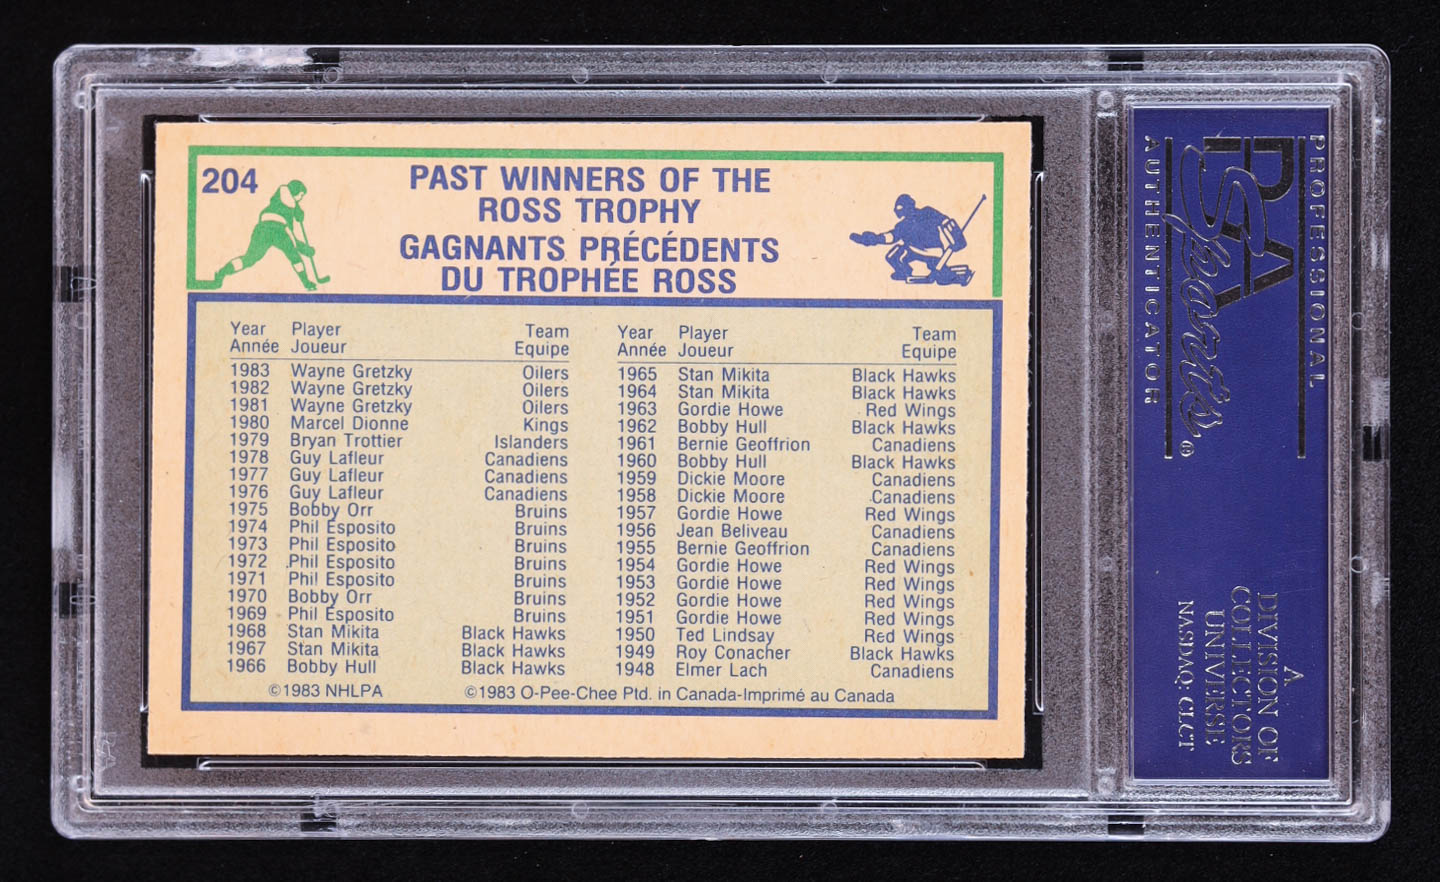 204
PAST WINNERS OF THE
ROSS TROPHY
GAGNANTS PRÉCÉDENTS
DU TROPHÉE ROSS
Year Player Team
Année Joueur Equipe
1983 Wayne Gretzky Oilers
1982 Wayne Gretzky Oilers
1981 Wayne Gretzky Oilers
1980 Marcel Dionne Kings
1979 Bryan Trottier Islanders
1978 Guy Lafleur Canadiens
1977 Guy Lafleur Canadiens
1976 Guy Lafleur Canadiens
1975 Bobby Orr Bruins
1974 Phil Esposito Bruins
1973 Phil Esposito Bruins
1972 Phil Esposito Bruins
1971 Phil Esposito Bruins
1970 Bobby Orr Bruins
1969 Phil Esposito Bruins
1968 Stan Mikita Black Hawks
1967 Stan Mikita Black Hawks
1966 Bobby Hull Black Hawks
Year Player Team
Année Joueur Equipe
1965 Stan Mikita Black Hawks
1964 Stan Mikita Black Hawks
1963 Gordie Howe Red Wings
1962 Bobby Hull Black Hawks
1961 Bernie Geoffrion Canadiens
1960 Bobby Hull Black Hawks
1959 Dickie Moore Canadiens
1958 Dickie Moore Canadiens
1957 Gordie Howe Red Wings
1956 Jean Beliveau Canadiens
1955 Bernie Geoffrion Canadiens
1954 Gordie Howe Red Wings
1953 Gordie Howe Red Wings
1952 Gordie Howe Red Wings
1951 Gordie Howe Red Wings
1950 Ted Lindsay Red Wings
1949 Roy Conacher Black Hawks
1948 Elmer Lach Canadiens
©1983 NHLPA ©1983 O-Pee-Chee Ptd. in Canada-Imprimé au Canada
PROFESSIONAL
PSA
Sports
®
AUTHENTICATOR
A
DIVISION OF
COLLECTORS
UNIVERSE
NASDAQ: CLCT